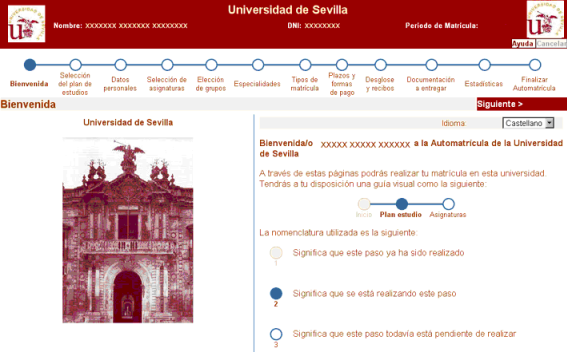 Universidad de Sevilla
Nombre: XXXXXXX XXXXXXX XXXXXXXX
DNI: XXXXXXXX
Periodo de Matrícula:
Ayuda Cancelar
Bienvenida
Selección del plan de estudios
Datos personales
Selección de asignaturas
Elección de grupos
Especialidades
Tipos de matrícula
Plazos y formas de pago
Desglose y recibos
Documentación a entregar
Estadísticas
Finalizar Automatrícula
Bienvenida
Siguiente >
Universidad de Sevilla
Idioma Castellano
Bienvenida/o XXXXX XXXXX XXXXXX a la Automatrícula de la Universidad
de Sevilla
A través de estas páginas podrás realizar tu matrícula en esta universidad.
Tendrás a tu disposición una guía visual como la siguiente:
Inicio Plan estudio Asignaturas
La nomenclatura utilizada es la siguiente:
1 Significa que este paso ya ha sido realizado
2 Significa que se está realizando este paso
3 Significa que este paso todavía está pendiente de realizar